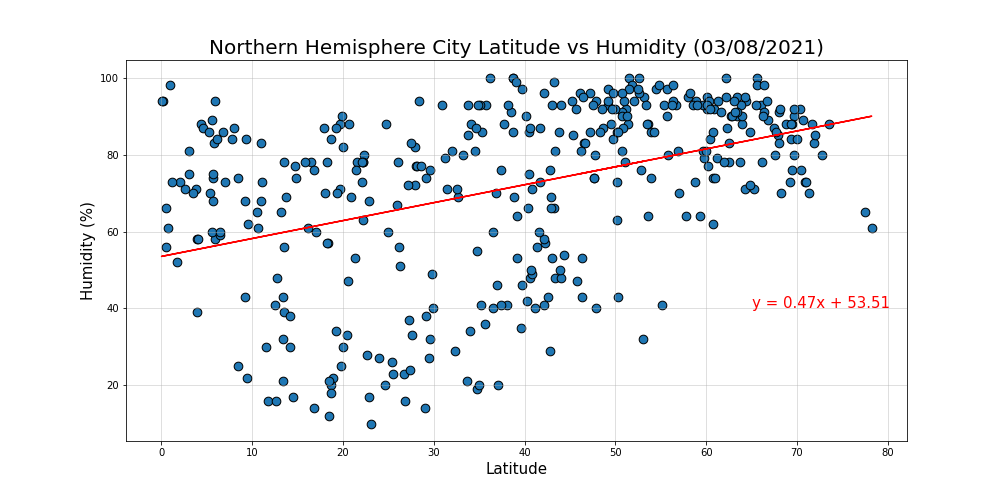 Northern Hemisphere City Latitude vs Humidity (03/08/2021)
100
80
60
40
20
Humidity (%)
y = 0.47x + 53.51
0 10 20 30 40 50 60 70 80
Latitude